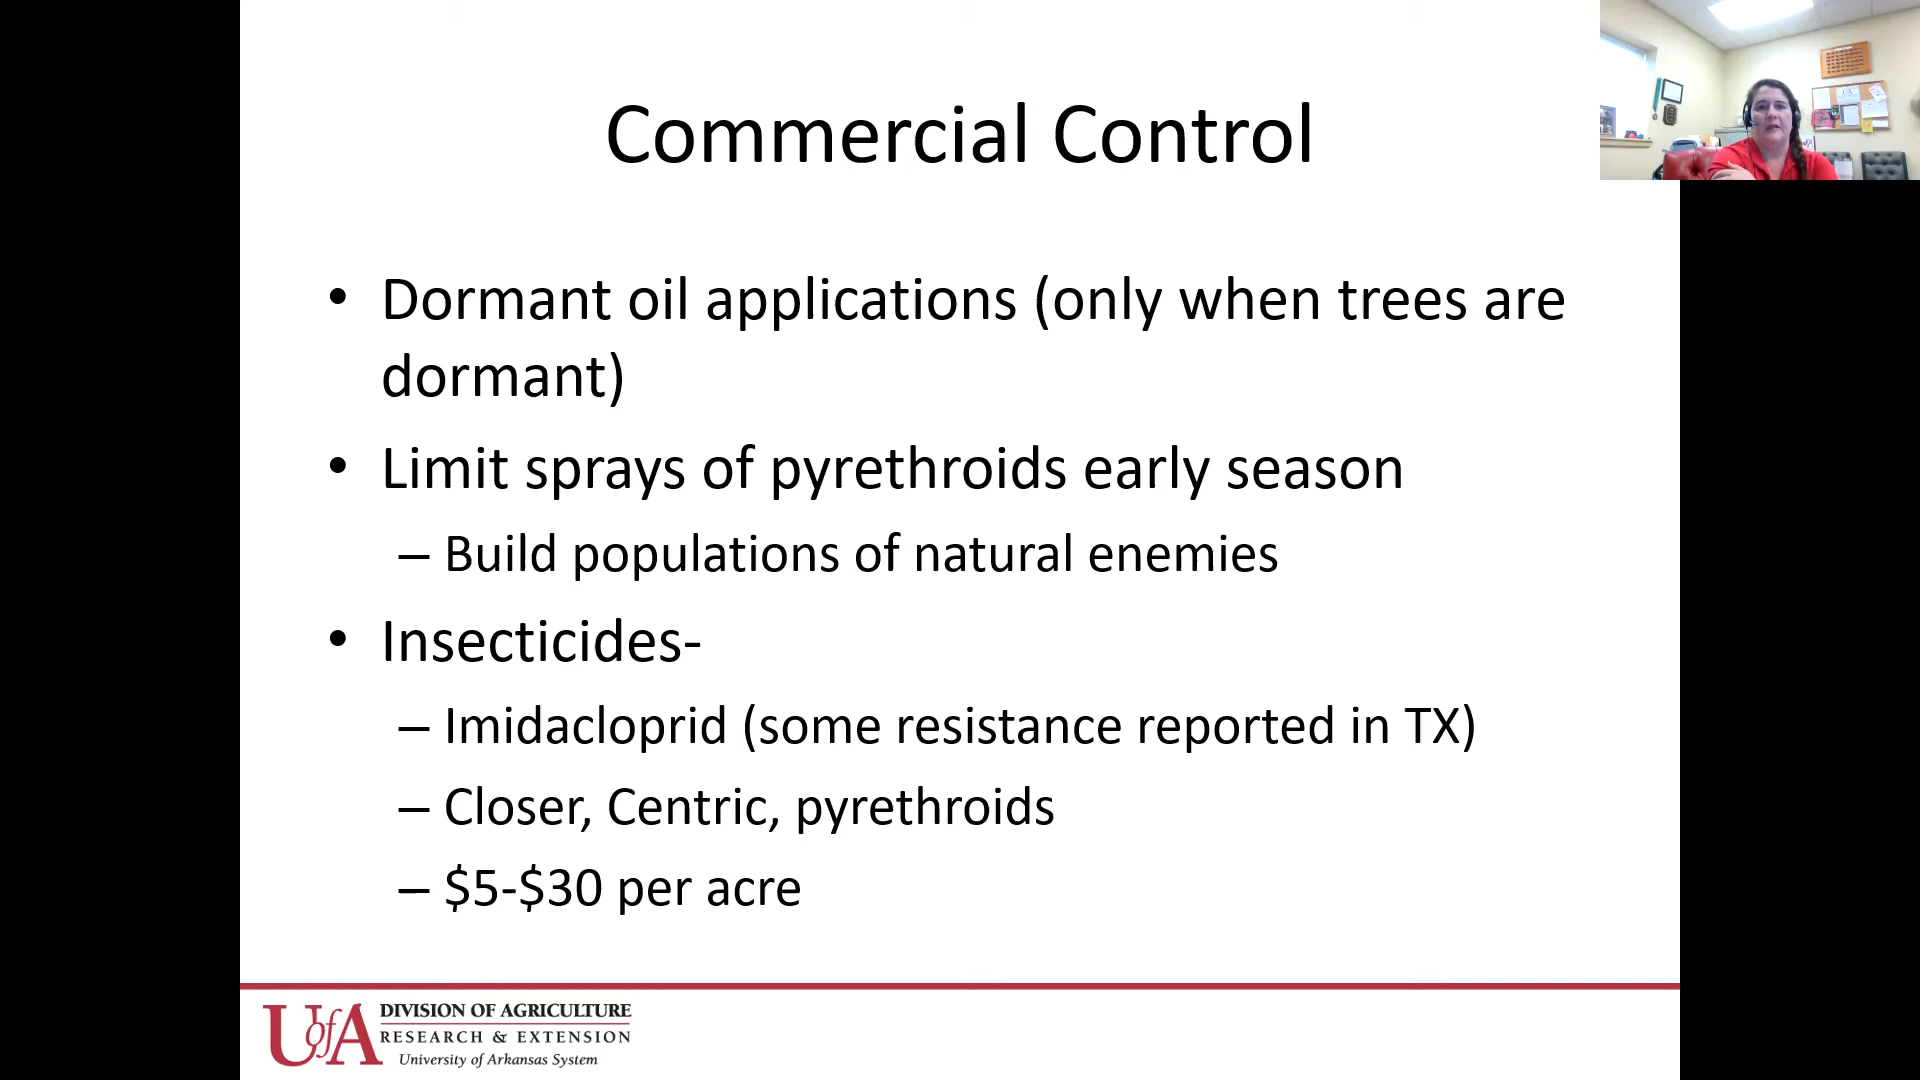 Commercial Control
• Dormant oil applications (only when trees are
dormant)
• Limit sprays of pyrethroids early season
– Build populations of natural enemies
• Insecticides-
– Imidacloprid (some resistance reported in TX)
– Closer, Centric, pyrethroids
– $5-$30 per acre
UofA
DIVISION OF AGRICULTURE
RESEARCH & EXTENSION
University of Arkansas System